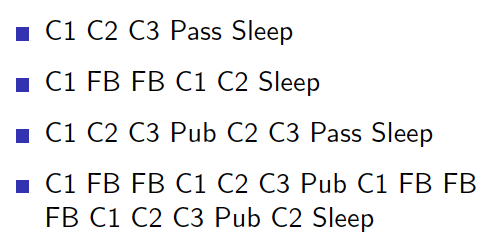 C1 C2 C3 Pass Sleep
C1 FB FB C1 C2 Sleep
C1 C2 C3 Pub C2 C3 Pass Sleep
C1 FB FB C1 C2 C3 Pub C1 FB FB
FB C1 C2 C3 Pub C2 Sleep